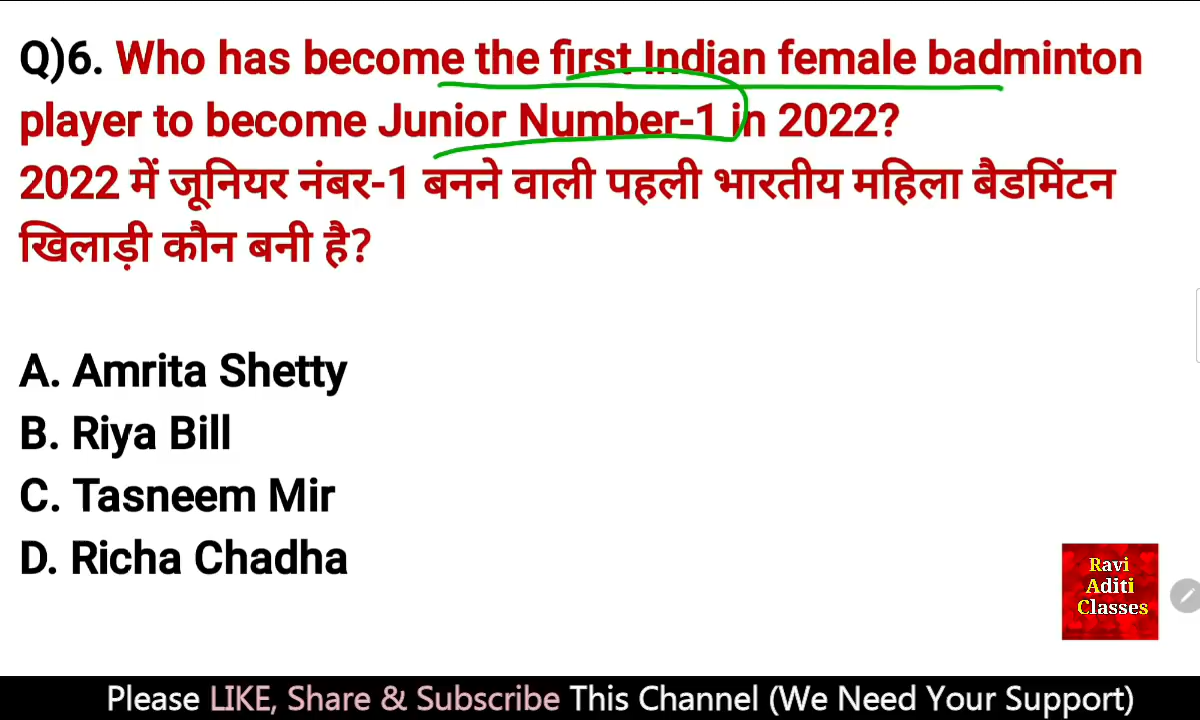 Q)6. Who has become the first Indian female badminton
player to become Junior Number-1 in 2022?
2022 में जूनियर नंबर-1 बनने वाली पहली भारतीय महिला बैडमिंटन
खिलाड़ी कौन बनी है?
A. Amrita Shetty
B. Riya Bill
C. Tasneem Mir
D. Richa Chadha
Ravi
Aditi
Classes
Please LIKE, Share & Subscribe This Channel (We Need Your Support)